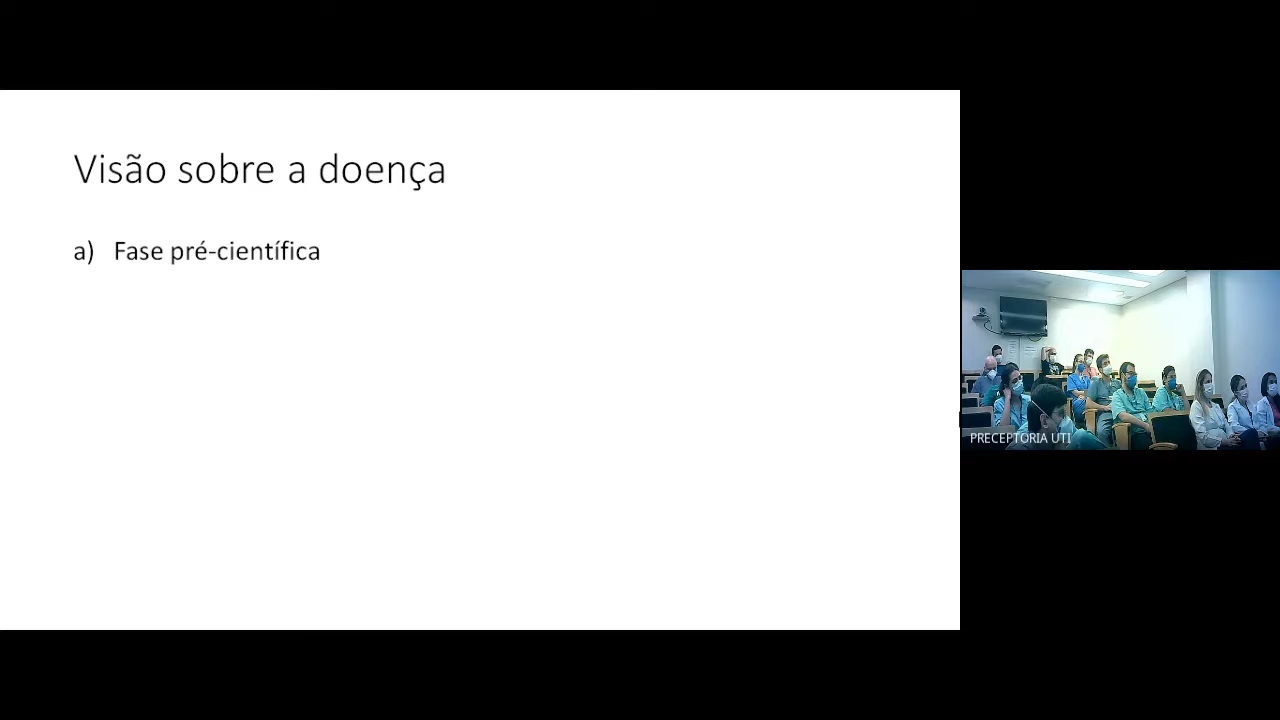 Visão sobre a doença
a) Fase pré-científica
PRECEPTORIA UTI